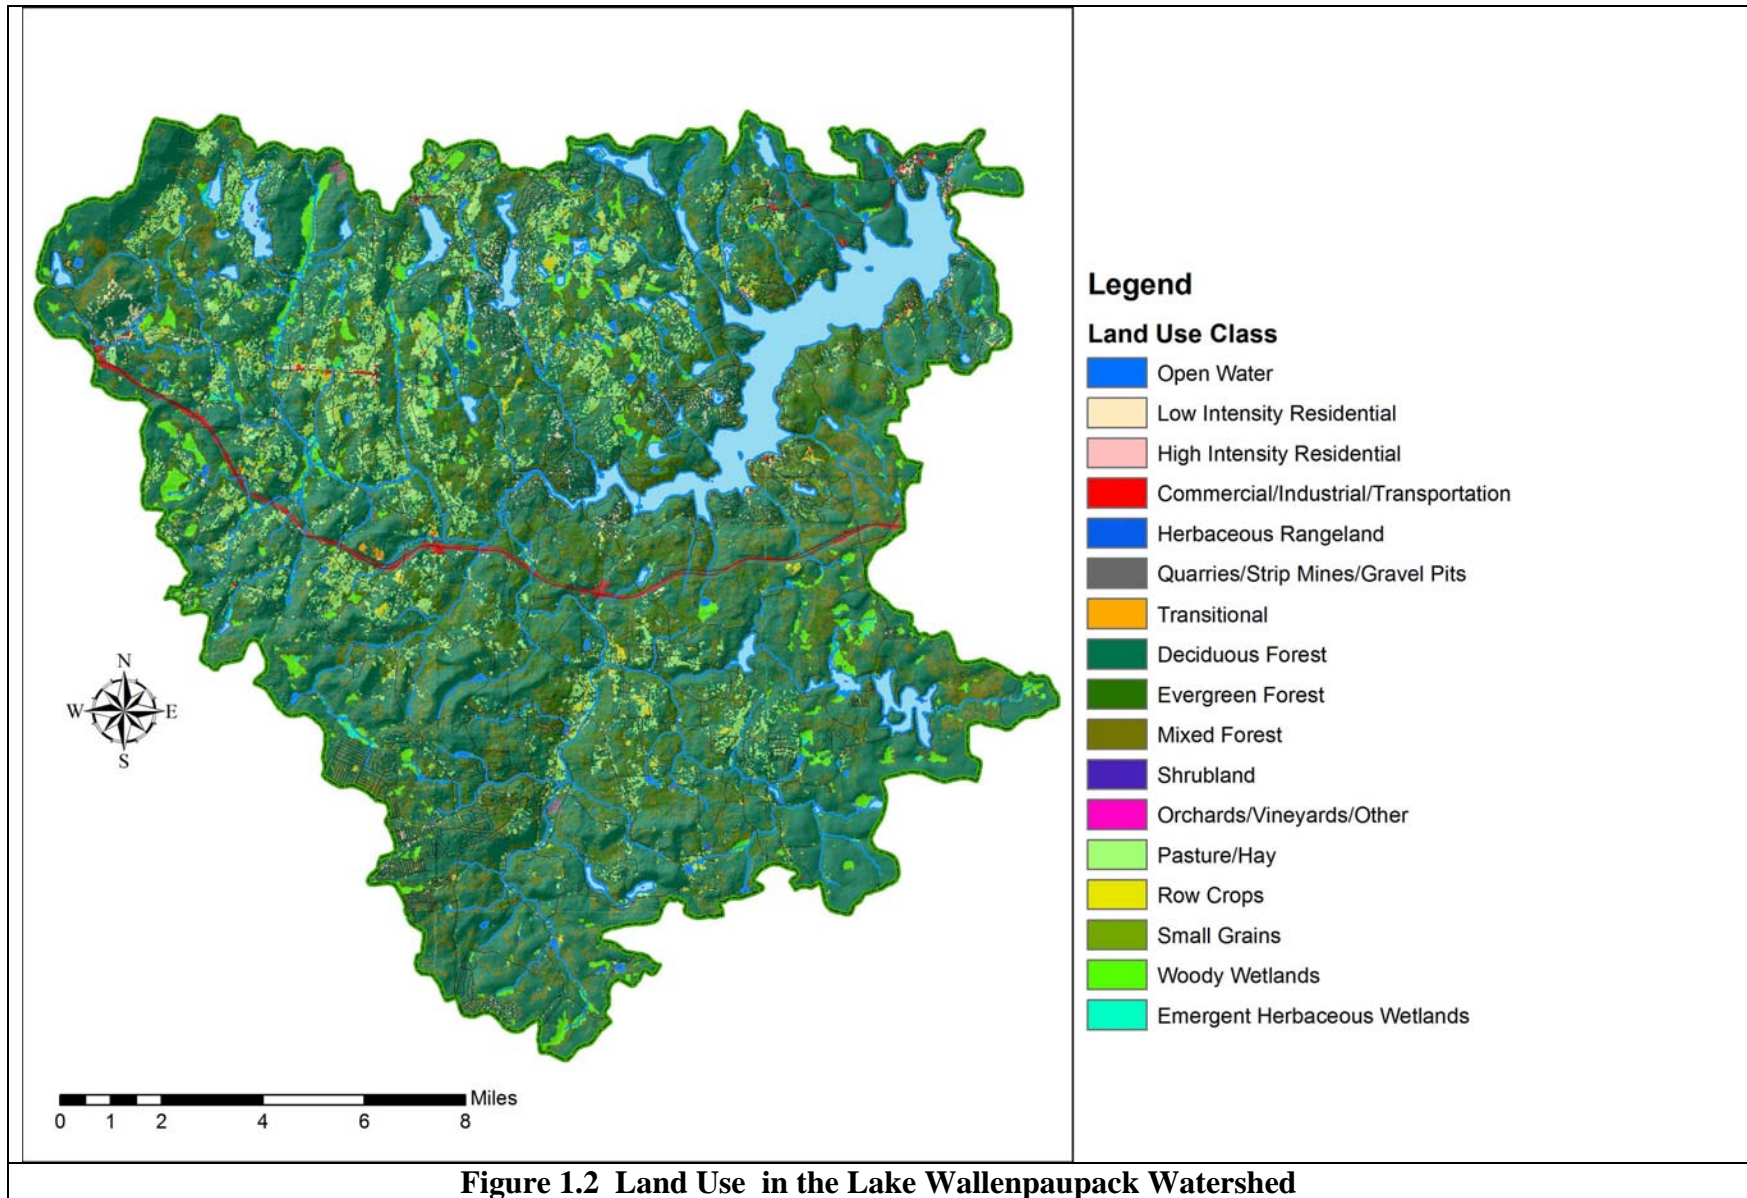 Legend
Land Use Class
Open Water
Low Intensity Residential
High Intensity Residential
Commercial/Industrial/Transportation
Herbaceous Rangeland
Quarries/Strip Mines/Gravel Pits
Transitional
Deciduous Forest
Evergreen Forest
Mixed Forest
Shrubland
Orchards/Vineyards/Other
Pasture/Hay
Row Crops
Small Grains
Woody Wetlands
Emergent Herbaceous Wetlands
N
W E
S
Miles
0 1 2 4 6 8
Figure 1.2 Land Use in the Lake Wallenpaupack Watershed